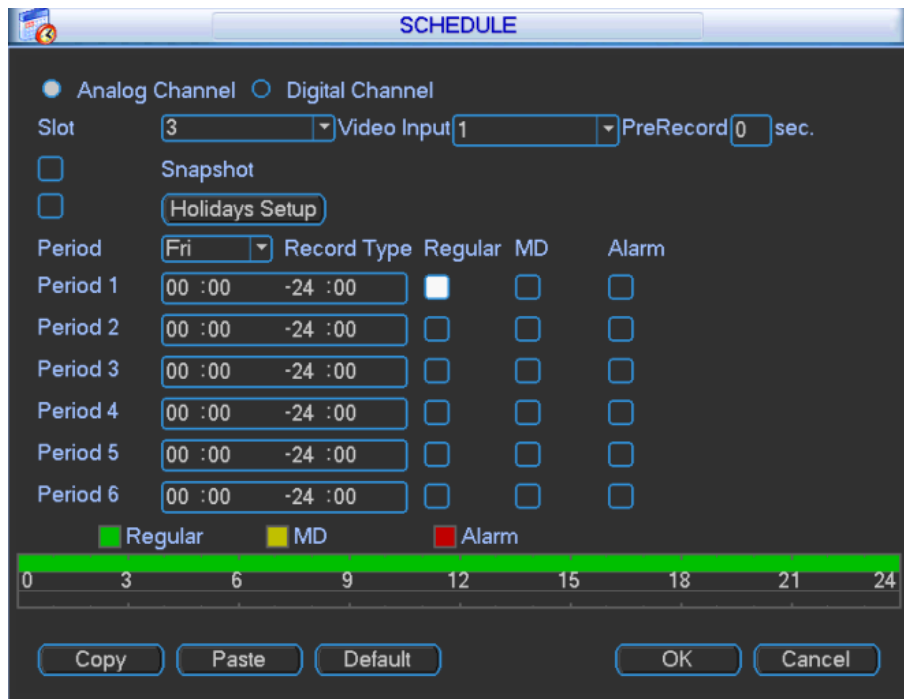 SCHEDULE
Analog Channel Digital Channel
Slot 3 Video Input 1 PreRecord 0 sec.
Snapshot
Holidays Setup
Period Fri Record Type Regular MD Alarm
Period 1 00 :00 -24 :00
Period 2 00 :00 -24 :00
Period 3 00 :00 -24 :00
Period 4 00 :00 -24 :00
Period 5 00 :00 -24 :00
Period 6 00 :00 -24 :00
Regular MD Alarm
0 3 6 9 12 15 18 21 24
Copy Paste Default OK Cancel